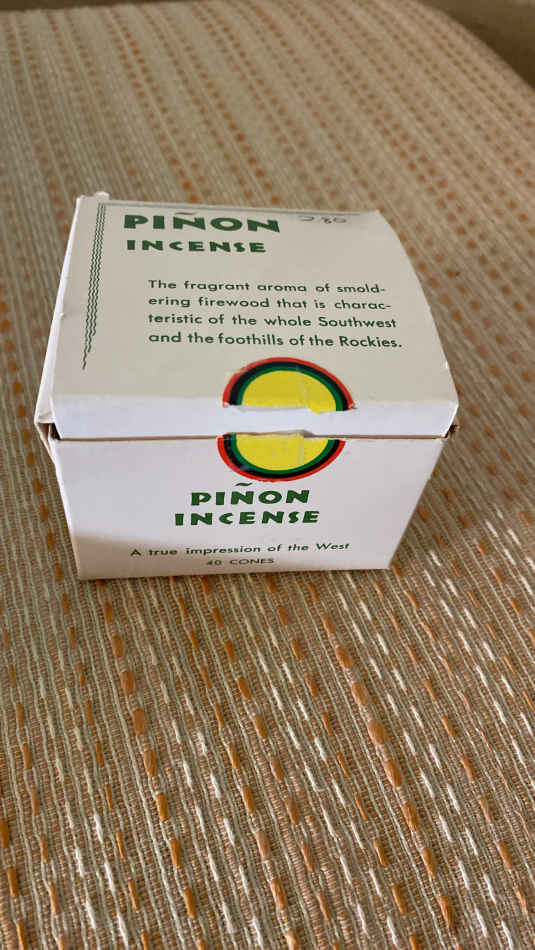 PIÑON 280
INCENSE
The fragrant aroma of smold-
ering firewood that is charac-
teristic of the whole Southwest
and the foothills of the Rockies.
PIÑON
INCENSE
A true impression of the West
40 CONES